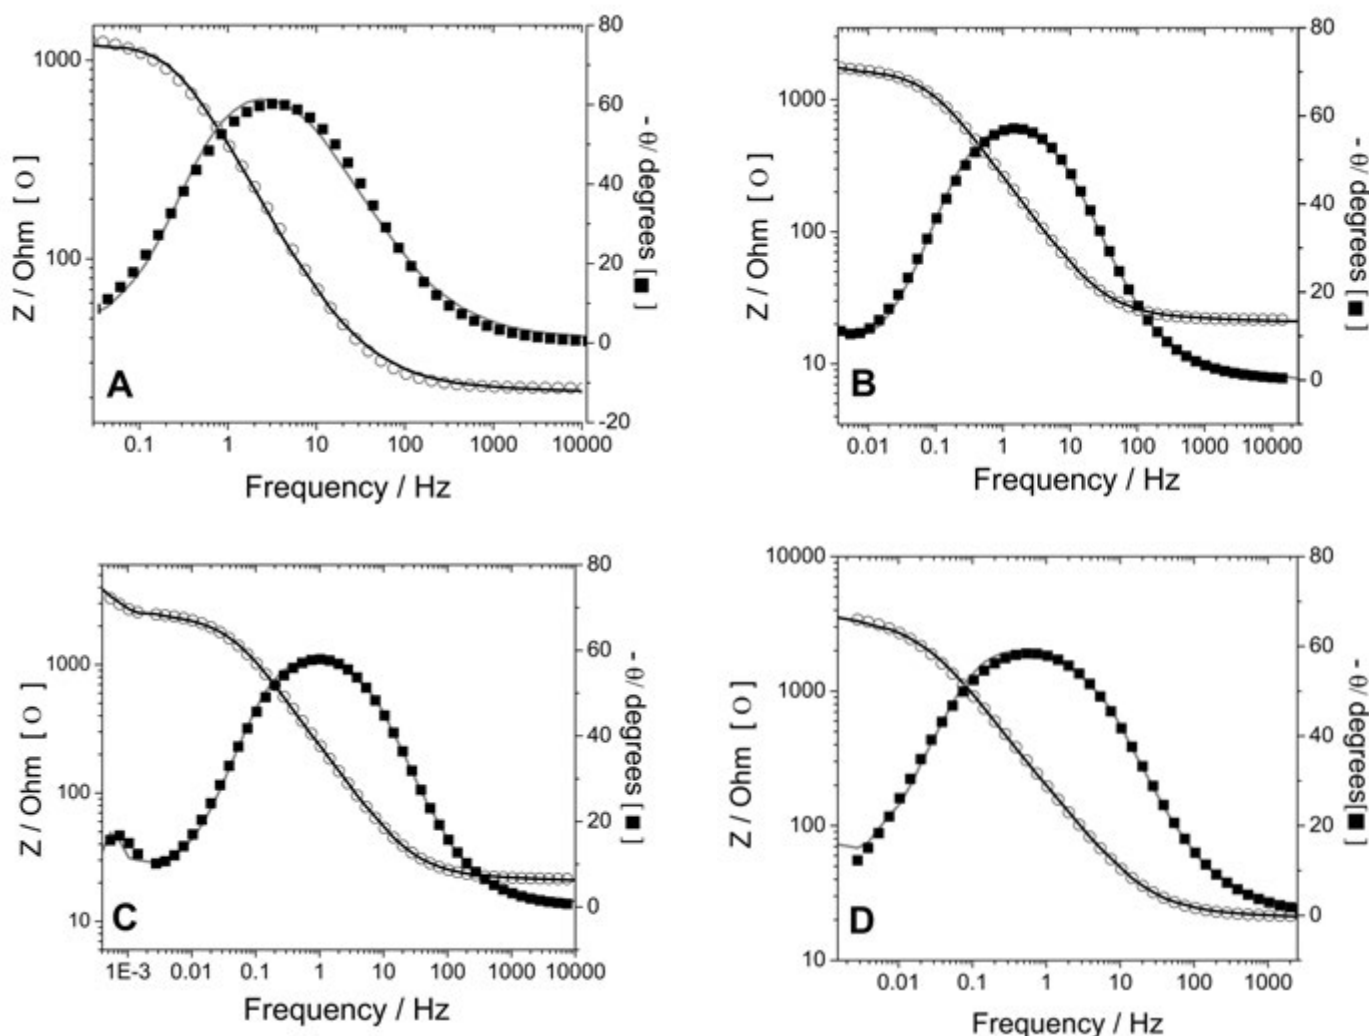 80
1000
60
40
100
20
0
-20
0.1 1 10 100 1000 10000
Z / Ohm [ O ]
- θ/ degrees [ ■ ]
A
Frequency / Hz
80
1000
60
40
100
20
10
0
0.01 0.1 1 10 100 1000 10000
Z / Ohm [ O ]
- θ/ degrees [ ■ ]
B
Frequency / Hz
80
60
1000
40
100
20
10
0
1E-3 0.01 0.1 1 10 100 1000 10000
Z / Ohm [ O ]
- θ/ degrees [ ■ ]
C
Frequency / Hz
10000
80
60
1000
40
100
20
0
10
0.01 0.1 1 10 100 1000
Z / Ohm [ O ]
- θ/ degrees[■]
D
Frequency / Hz